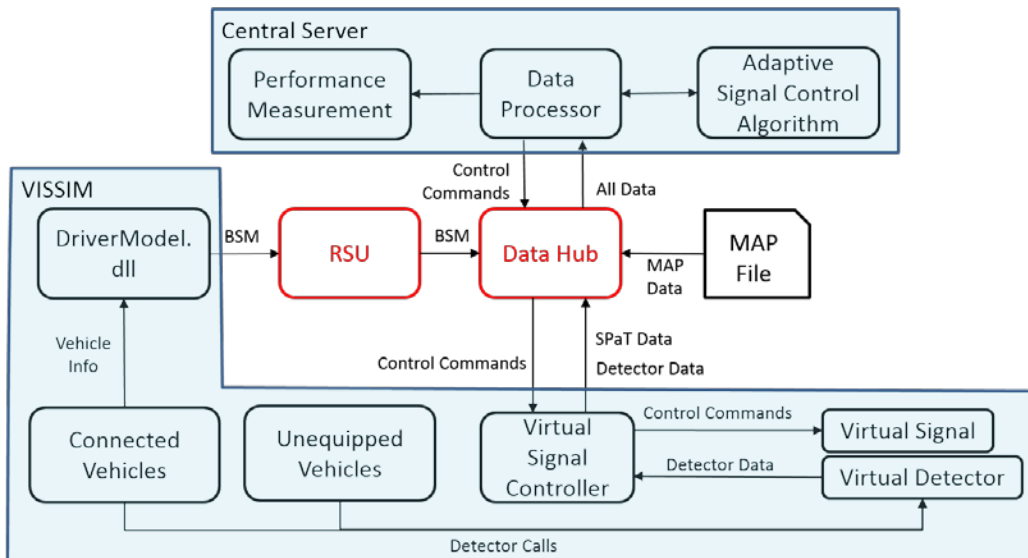 Central Server
Performance
Measurement
Data
Processor
Adaptive
Signal Control
Algorithm
Control
Commands
All Data
VISSIM
DriverModel.
dll
BSM
RSU
BSM
Data Hub
MAP
Data
MAP
File
Vehicle
Info
Control Commands
SPaT Data
Detector Data
Connected
Vehicles
Unequipped
Vehicles
Virtual
Signal
Controller
Control Commands
Virtual Signal
Detector Data
Virtual Detector
Detector Calls